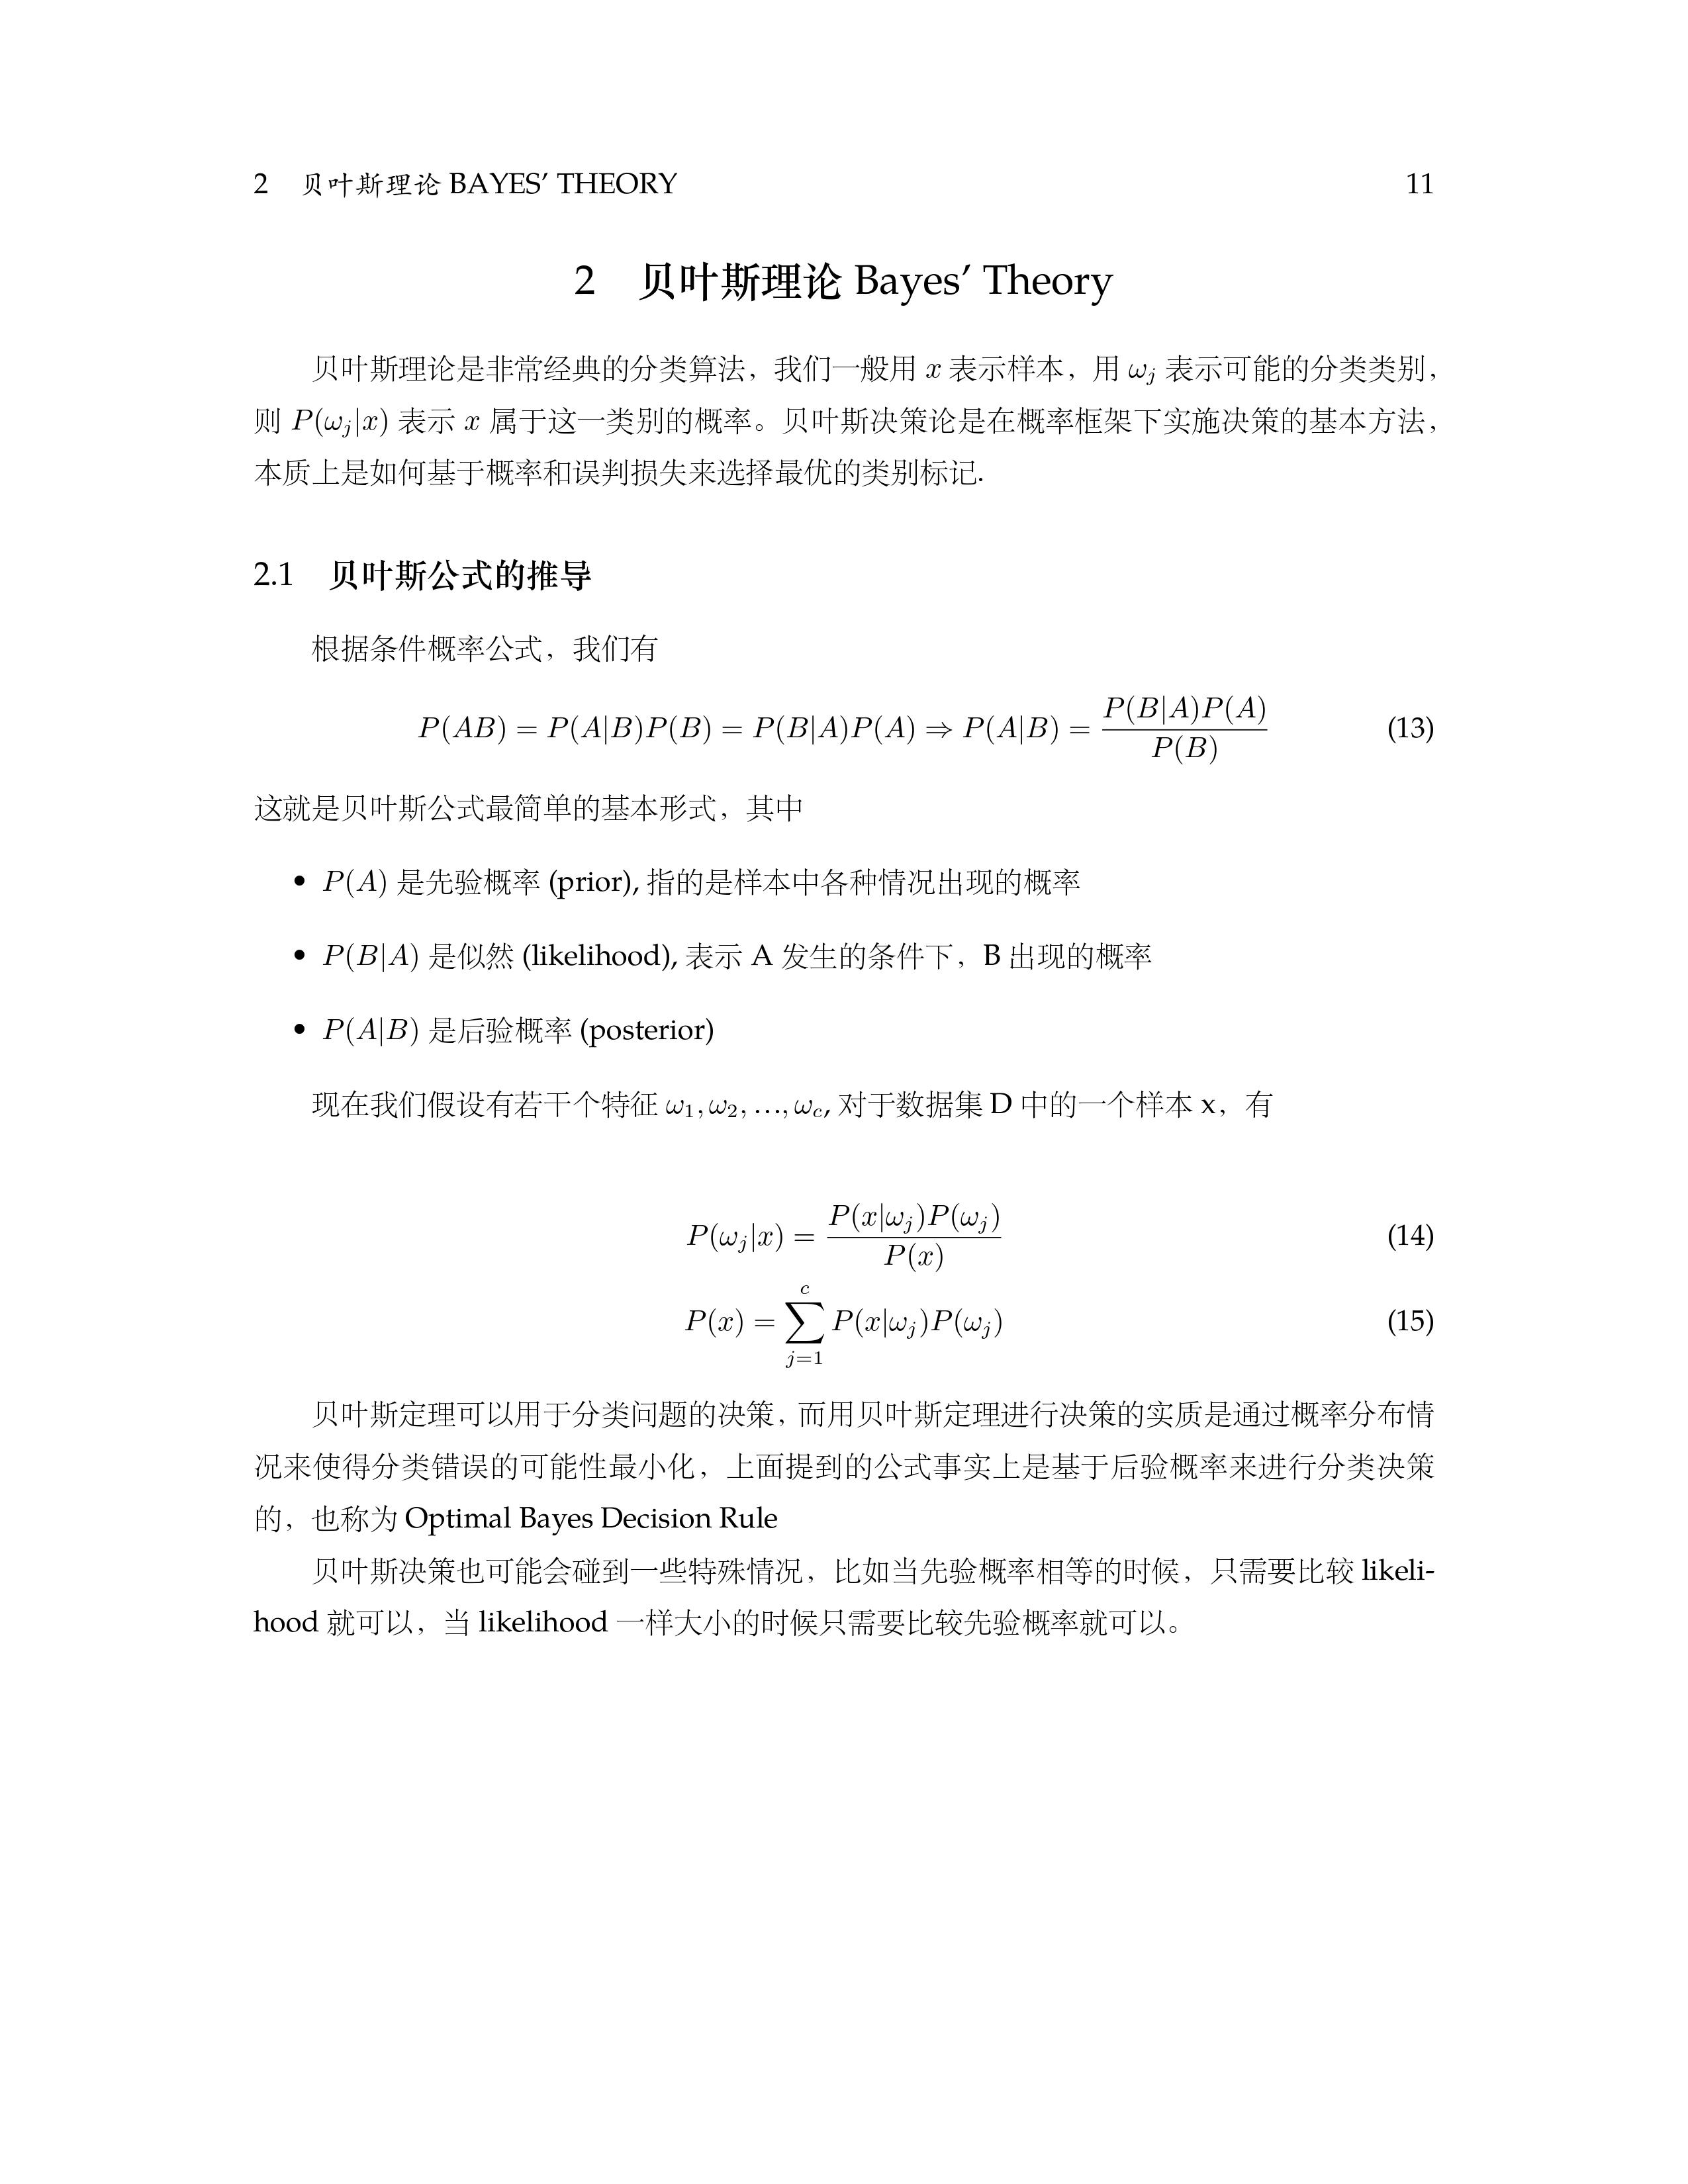 2 贝叶斯理论 BAYES’ THEORY 11
2 贝叶斯理论 Bayes’ Theory
贝叶斯理论是非常经典的分类算法，我们一般用 x 表示样本，用 ωj 表示可能的分类类别，
则 P(ωj|x) 表示 x 属于这一类别的概率。贝叶斯决策论是在概率框架下实施决策的基本方法，
本质上是如何基于概率和误判损失来选择最优的类别标记.
2.1 贝叶斯公式的推导
根据条件概率公式，我们有
P(AB) = P(A|B)P(B) = P(B|A)P(A) ⇒ P(A|B) = \frac{P(B|A)P(A)}{P(B)} (13)
这就是贝叶斯公式最简单的基本形式，其中
• P(A) 是先验概率 (prior), 指的是样本中各种情况出现的概率
• P(B|A) 是似然 (likelihood), 表示 A 发生的条件下，B 出现的概率
• P(A|B) 是后验概率 (posterior)
现在我们假设有若干个特征 ω1, ω2, …, ωc, 对于数据集 D 中的一个样本 x，有
P(ωj|x) = \frac{P(x|ωj)P(ωj)}{P(x)} (14)
P(x) = \sum_{j=1}^{c} P(x|ωj)P(ωj) (15)
贝叶斯定理可以用于分类问题的决策，而用贝叶斯定理进行决策的实质是通过概率分布情
况来使得分类错误的可能性最小化，上面提到的公式事实上是基于后验概率来进行分类决策
的，也称为 Optimal Bayes Decision Rule
贝叶斯决策也可能会碰到一些特殊情况，比如当先验概率相等的时候，只需要比较 likeli-
hood 就可以，当 likelihood 一样大小的时候只需要比较先验概率就可以。